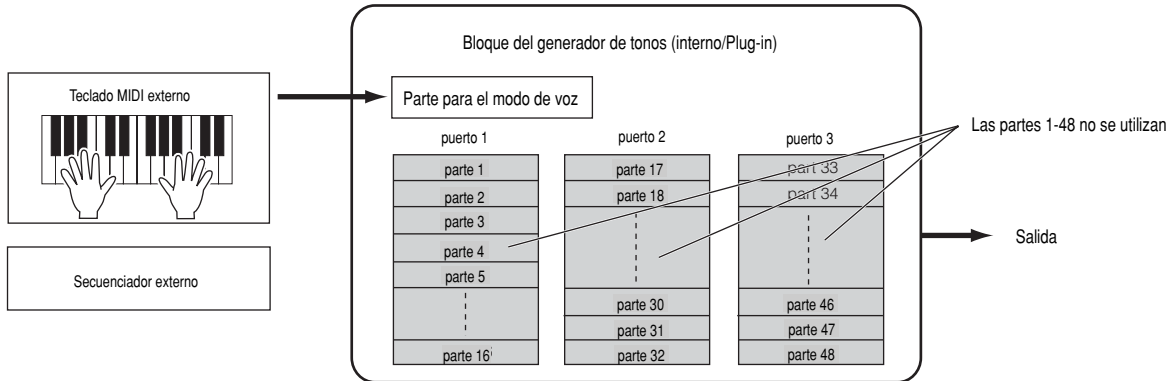 Bloque del generador de tonos (interno/Plug-in)
Teclado MIDI externo
Parte para el modo de voz
Las partes 1-48 no se utilizan
puerto 1
parte 1
parte 2
parte 3
parte 4
parte 5
parte 16
puerto 2
parte 17
parte 18
parte 30
parte 31
parte 32
puerto 3
part 33
part 34
parte 46
parte 47
parte 48
Salida
Secuenciador externo